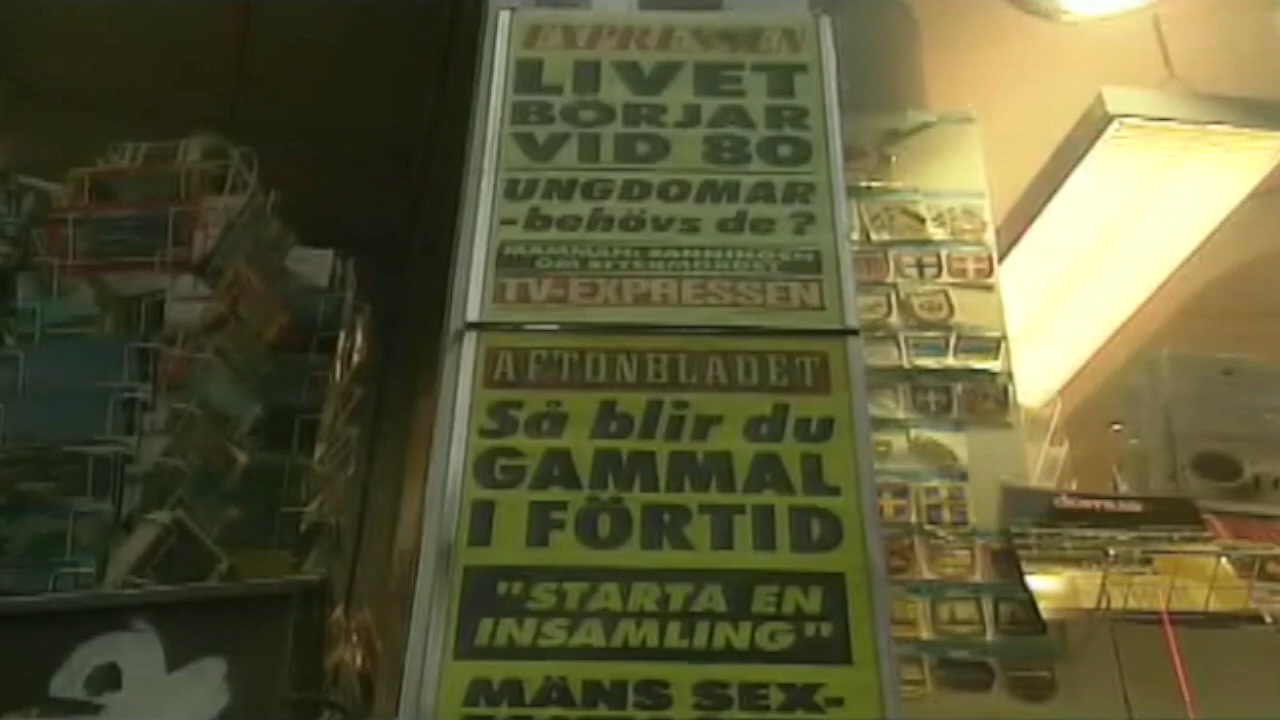 EXPRESSEN
LIVET
BÖRJAR
VID 80
UNGDOMAR
-behövs de?
OM
TV-EXPRESSEN
AFTONBLADET
Så blir du
GAMMAL
I FÖRTID
"STARTA EN
INSAMLING"
MÄNS SEX-